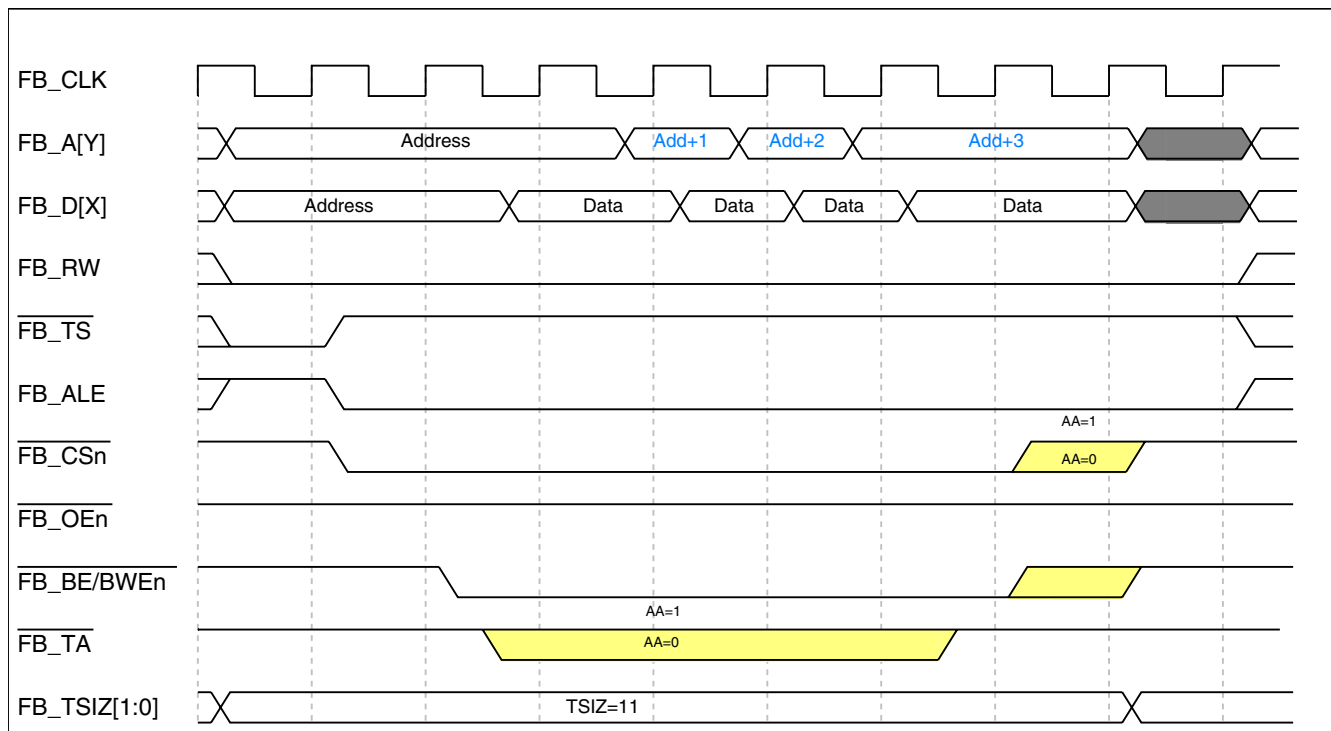 FB_CLK
FB_A[Y] Address Add+1 Add+2 Add+3
FB_D[X] Address Data Data Data Data
FB_RW
FB_TS
FB_ALE
AA=1
FB_CSn AA=0
FB_OEn
FB_BE/BWEn
AA=1
FB_TA AA=0
FB_TSIZ[1:0] TSIZ=11